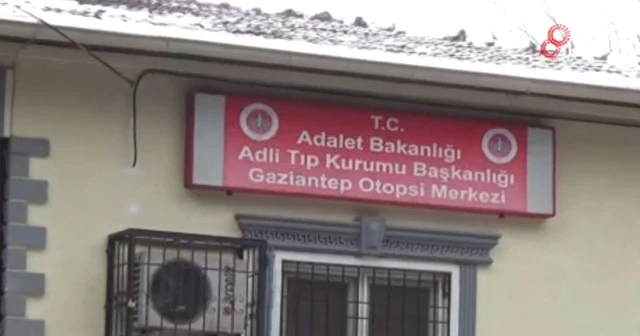 T.C.
Adalet Bakanlığı
Adli Tıp Kurumu Başkanlığı
Gaziantep Otopsi Merkezi